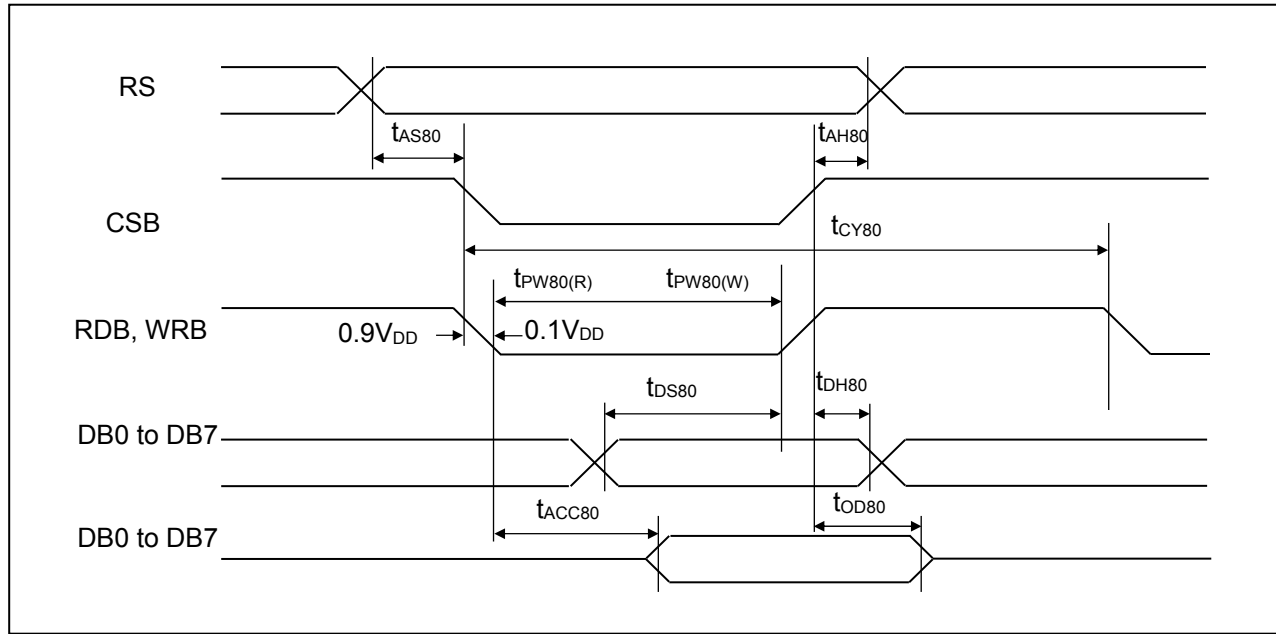 RS
tAS80
tAH80
CSB
tCY80
tPW80(R)
tPW80(W)
RDB, WRB
0.9VDD
0.1VDD
tDS80
tDH80
DB0 to DB7
tACC80
tOD80
DB0 to DB7